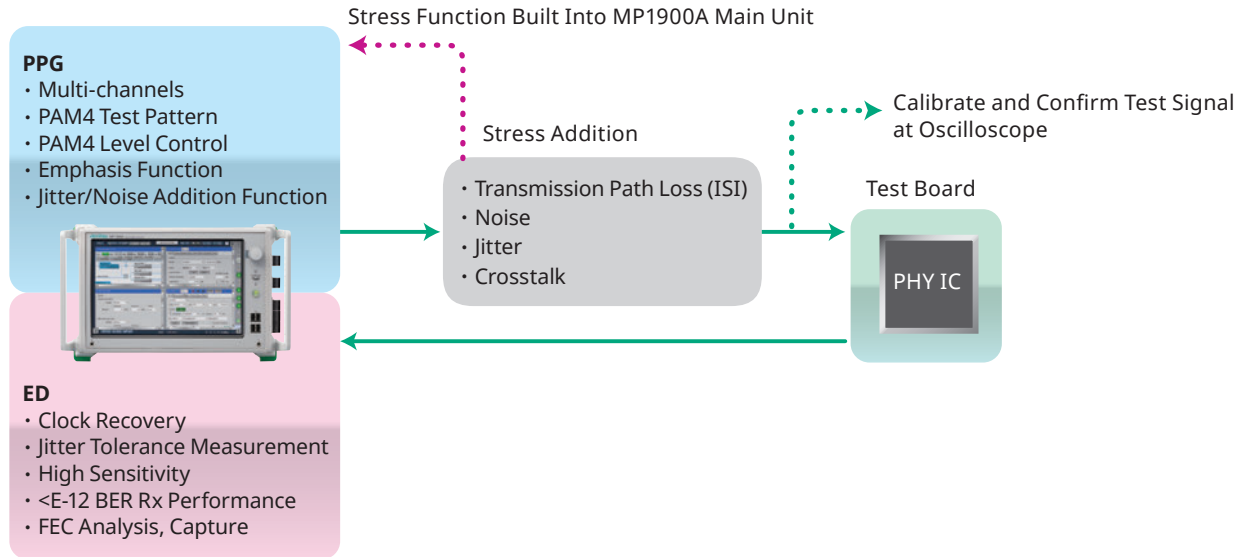 Stress Function Built Into MP1900A Main Unit
PPG
・Multi-channels
・PAM4 Test Pattern
・PAM4 Level Control
・Emphasis Function
・Jitter/Noise Addition Function
Stress Addition
・Transmission Path Loss (ISI)
・Noise
・Jitter
・Crosstalk
Calibrate and Confirm Test Signal
at Oscilloscope
Test Board
PHY IC
ED
・Clock Recovery
・Jitter Tolerance Measurement
・High Sensitivity
・<E-12 BER Rx Performance
・FEC Analysis, Capture